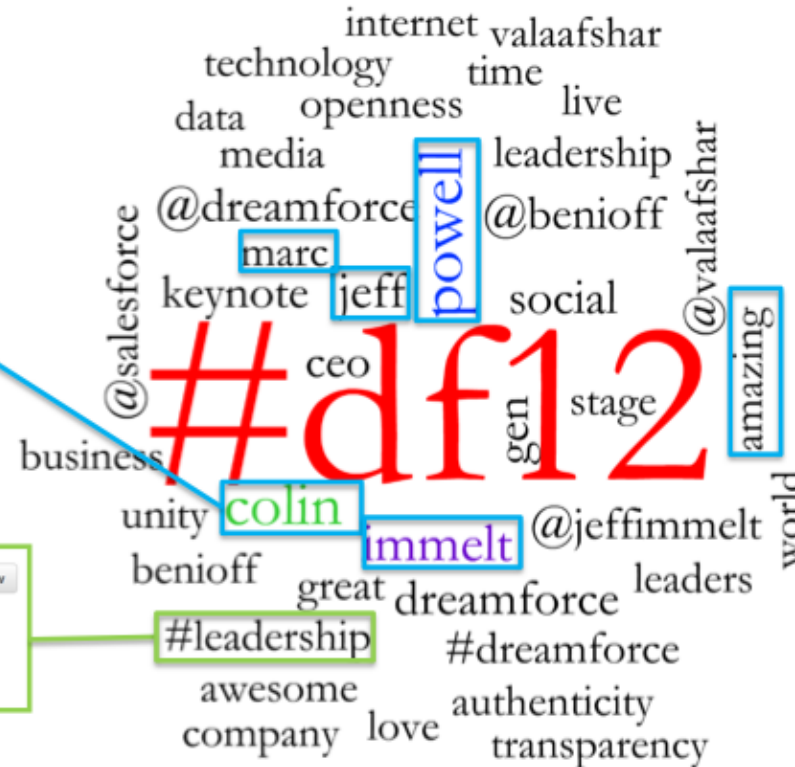 internet valaafshar
technology time
data openness live
media leadership
@dreamforce powell @benioff @valaafshar
marc
@salesforce keynote jeff social
#df12
ceo gen stage amazing
business
unity colin immelt @jeffimmelt world
benioff great dreamforce leaders
#leadership #dreamforce
awesome authenticity
company love transparency